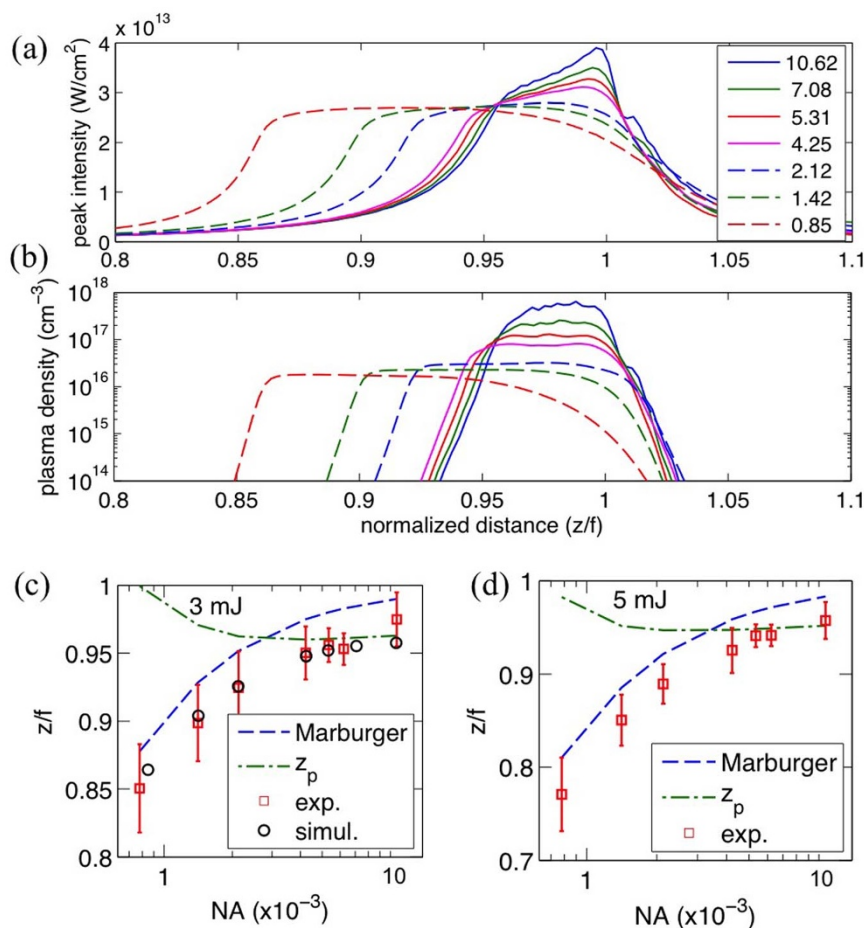 (a)
x 10^13
peak intensity (W/cm^2)
4
3
2
1
0
0.8 0.85 0.9 0.95 1 1.05 1.1
10.62
7.08
5.31
4.25
2.12
1.42
0.85
(b)
plasma density (cm^-3)
10^18
10^17
10^16
10^15
10^14
0.8 0.85 0.9 0.95 1 1.05 1.1
normalized distance (z/f)
(c)
3 mJ
z/f
1
0.95
0.9
0.85
0.8
Marburger
z_p
exp.
simul.
1 10
NA (x10^-3)
(d)
5 mJ
z/f
1
0.9
0.8
0.7
Marburger
z_p
exp.
1 10
NA (x10^-3)